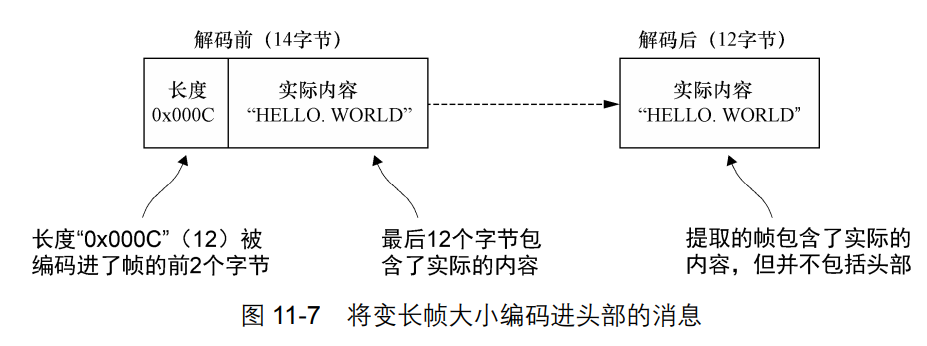 解码前（14字节）
长度
0x000C
实际内容
“HELLO. WORLD”
解码后（12字节）
实际内容
“HELLO. WORLD”
长度“0x000C”（12）被
编码进了帧的前2个字节
最后12个字节包
含了实际的内容
提取的帧包含了实际的
内容，但并不包括头部
图 11-7 将变长帧大小编码进头部的消息